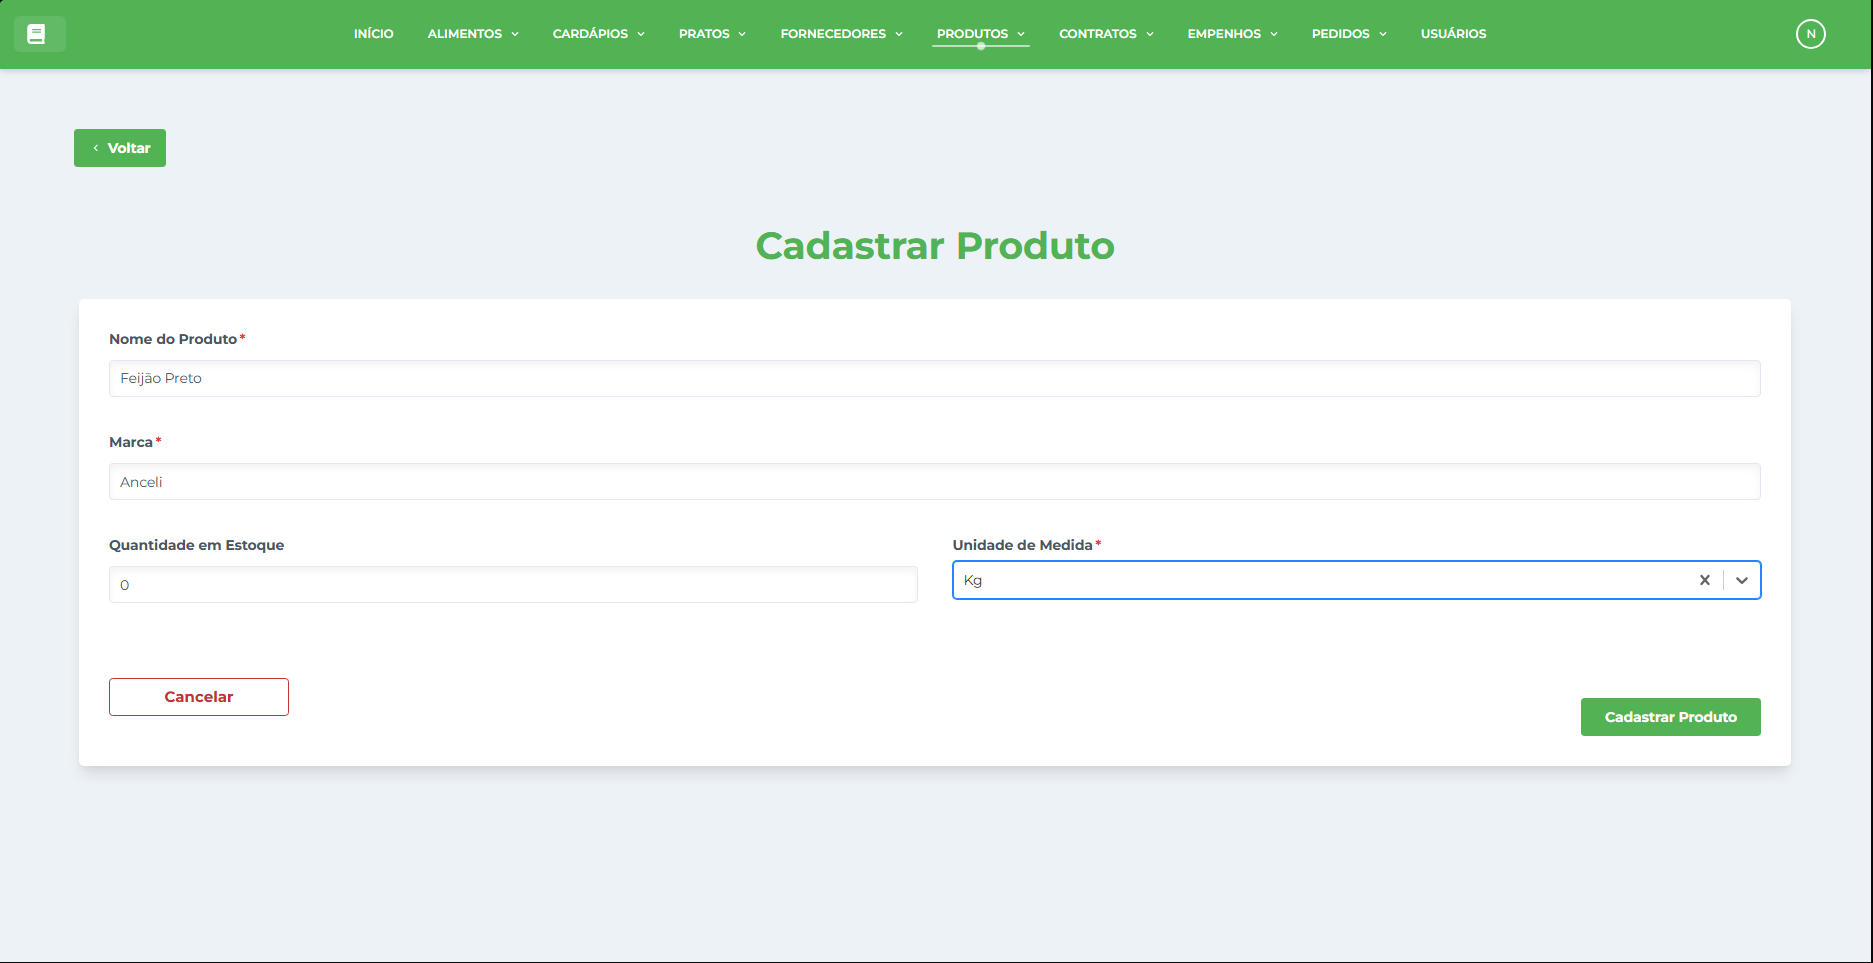 INÍCIO ALIMENTOS CARDÁPIOS PRATOS FORNECEDORES PRODUTOS CONTRATOS EMPENHOS PEDIDOS USUÁRIOS N
Voltar
Cadastrar Produto
Nome do Produto*
Feijão Preto
Marca*
Anceli
Quantidade em Estoque Unidade de Medida*
0 Kg
Cancelar
Cadastrar Produto